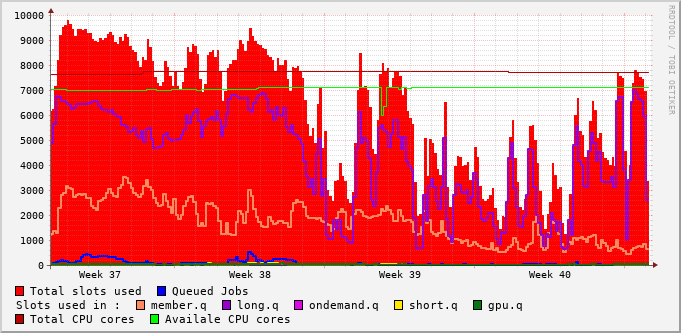 10000
9000
8000
7000
6000
5000
4000
3000
2000
1000
0
Week 37 Week 38 Week 39 Week 40
RRDTOOL / TOBI OETIKER
Total slots used Queued Jobs
Slots used in : member.q long.q ondemand.q short.q gpu.q
Total CPU cores Availale CPU cores